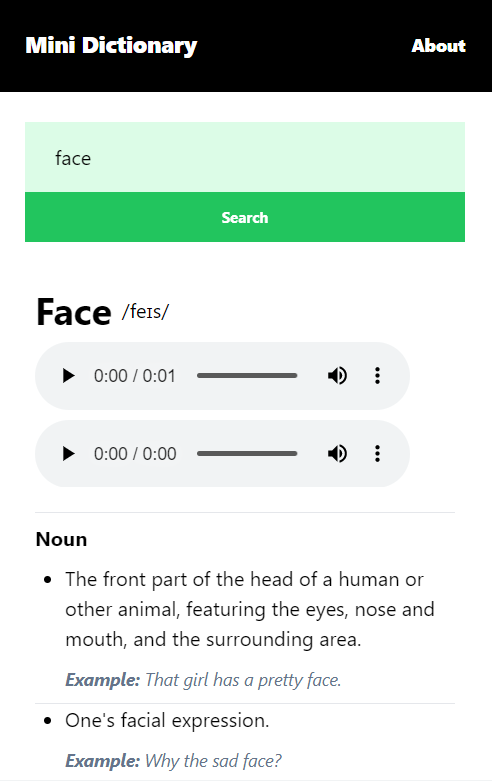 Mini Dictionary About
face
Search
Face /feɪs/
0:00 / 0:01
0:00 / 0:00
Noun
The front part of the head of a human or
other animal, featuring the eyes, nose and
mouth, and the surrounding area.
Example: That girl has a pretty face.
One's facial expression.
Example: Why the sad face?